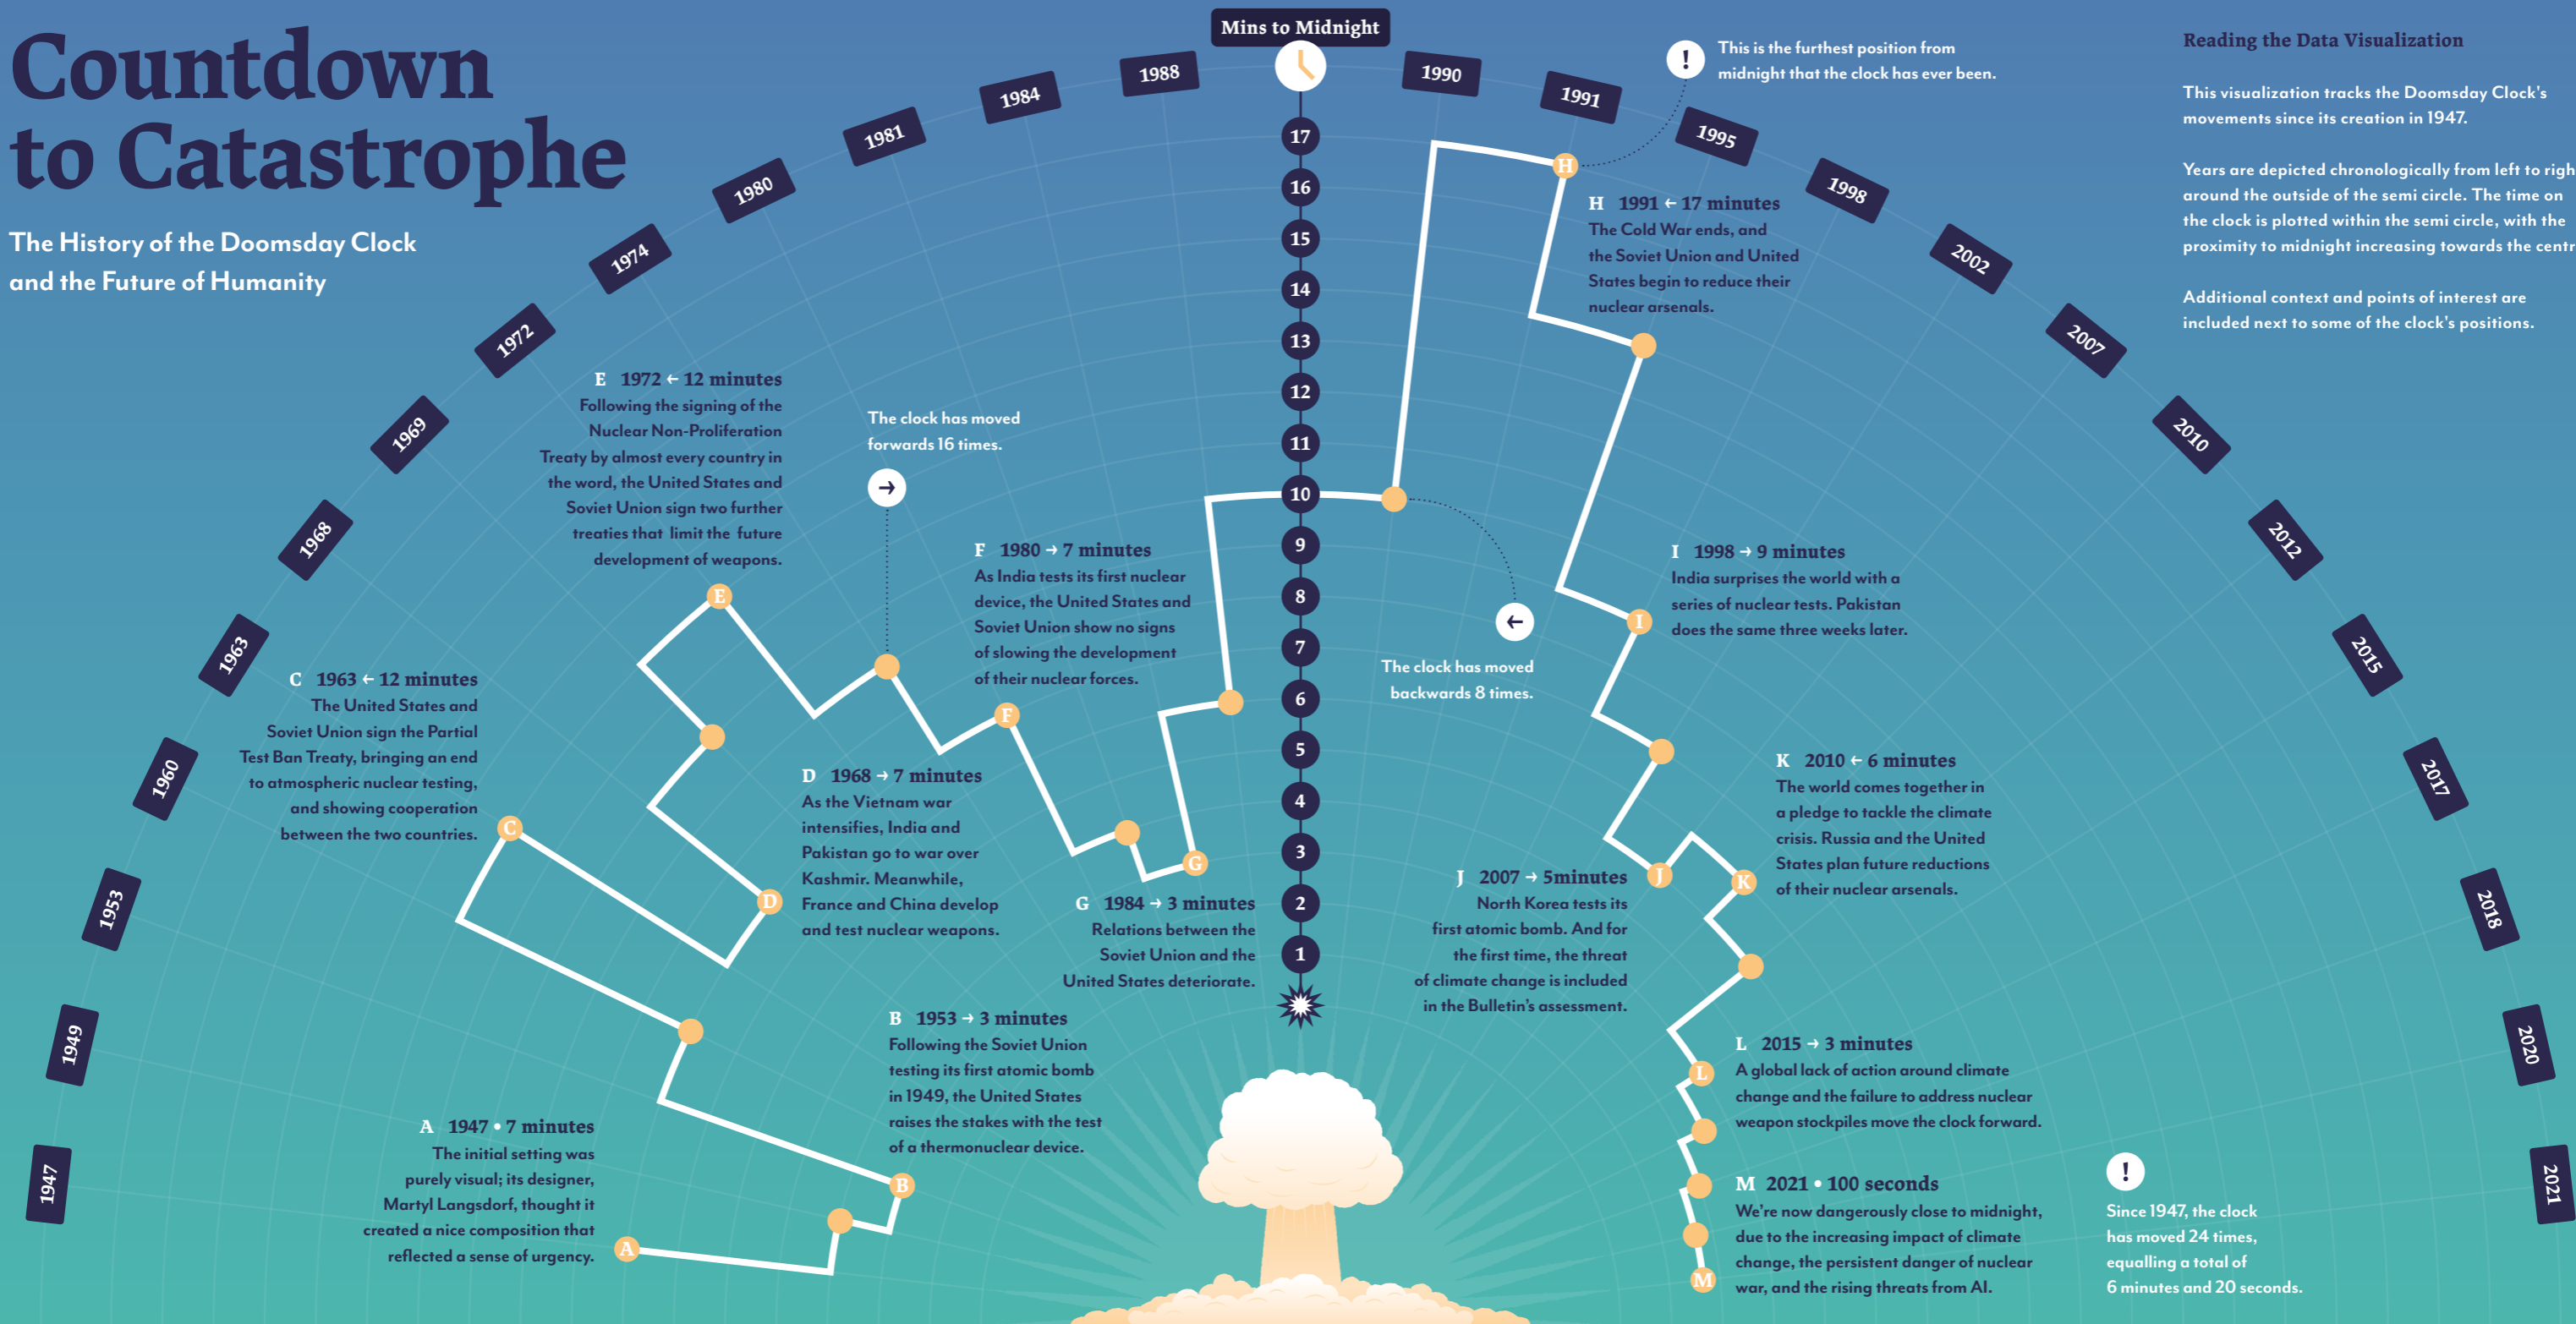 Countdown
to Catastrophe
The History of the Doomsday Clock
and the Future of Humanity
Mins to Midnight
17
16
15
14
13
12
11
10
9
8
7
6
5
4
3
2
1
1947
1949
1953
1960
1963
1968
1969
1972
1974
1980
1981
1984
1988
1990
1991
1995
1998
2002
2007
2010
2012
2015
2017
2018
2020
2021
!
This is the furthest position from
midnight that the clock has ever been.
Reading the Data Visualization
This visualization tracks the Doomsday Clock's
movements since its creation in 1947.
Years are depicted chronologically from left to righ
around the outside of the semi circle. The time on
the clock is plotted within the semi circle, with the
proximity to midnight increasing towards the centr
Additional context and points of interest are
included next to some of the clock's positions.
A 1947 • 7 minutes
The initial setting was
purely visual; its designer,
Martyl Langsdorf, thought it
created a nice composition that
reflected a sense of urgency.
A
B 1953 → 3 minutes
Following the Soviet Union
testing its first atomic bomb
in 1949, the United States
raises the stakes with the test
of a thermonuclear device.
B
C 1963 ← 12 minutes
The United States and
Soviet Union sign the Partial
Test Ban Treaty, bringing an end
to atmospheric nuclear testing,
and showing cooperation
between the two countries.
C
D 1968 → 7 minutes
As the Vietnam war
intensifies, India and
Pakistan go to war over
Kashmir. Meanwhile,
France and China develop
and test nuclear weapons.
D
E 1972 ← 12 minutes
Following the signing of the
Nuclear Non-Proliferation
Treaty by almost every country in
the word, the United States and
Soviet Union sign two further
treaties that limit the future
development of weapons.
E
The clock has moved
forwards 16 times.
→
F 1980 → 7 minutes
As India tests its first nuclear
device, the United States and
Soviet Union show no signs
of slowing the development
of their nuclear forces.
F
G 1984 → 3 minutes
Relations between the
Soviet Union and the
United States deteriorate.
G
←
The clock has moved
backwards 8 times.
H
H 1991 ← 17 minutes
The Cold War ends, and
the Soviet Union and United
States begin to reduce their
nuclear arsenals.
I
I 1998 → 9 minutes
India surprises the world with a
series of nuclear tests. Pakistan
does the same three weeks later.
J 2007 → 5minutes
North Korea tests its
first atomic bomb. And for
the first time, the threat
of climate change is included
in the Bulletin's assessment.
J
K
K 2010 ← 6 minutes
The world comes together in
a pledge to tackle the climate
crisis. Russia and the United
States plan future reductions
of their nuclear arsenals.
L
L 2015 → 3 minutes
A global lack of action around climate
change and the failure to address nuclear
weapon stockpiles move the clock forward.
M
M 2021 • 100 seconds
We're now dangerously close to midnight,
due to the increasing impact of climate
change, the persistent danger of nuclear
war, and the rising threats from AI.
!
Since 1947, the clock
has moved 24 times,
equalling a total of
6 minutes and 20 seconds.